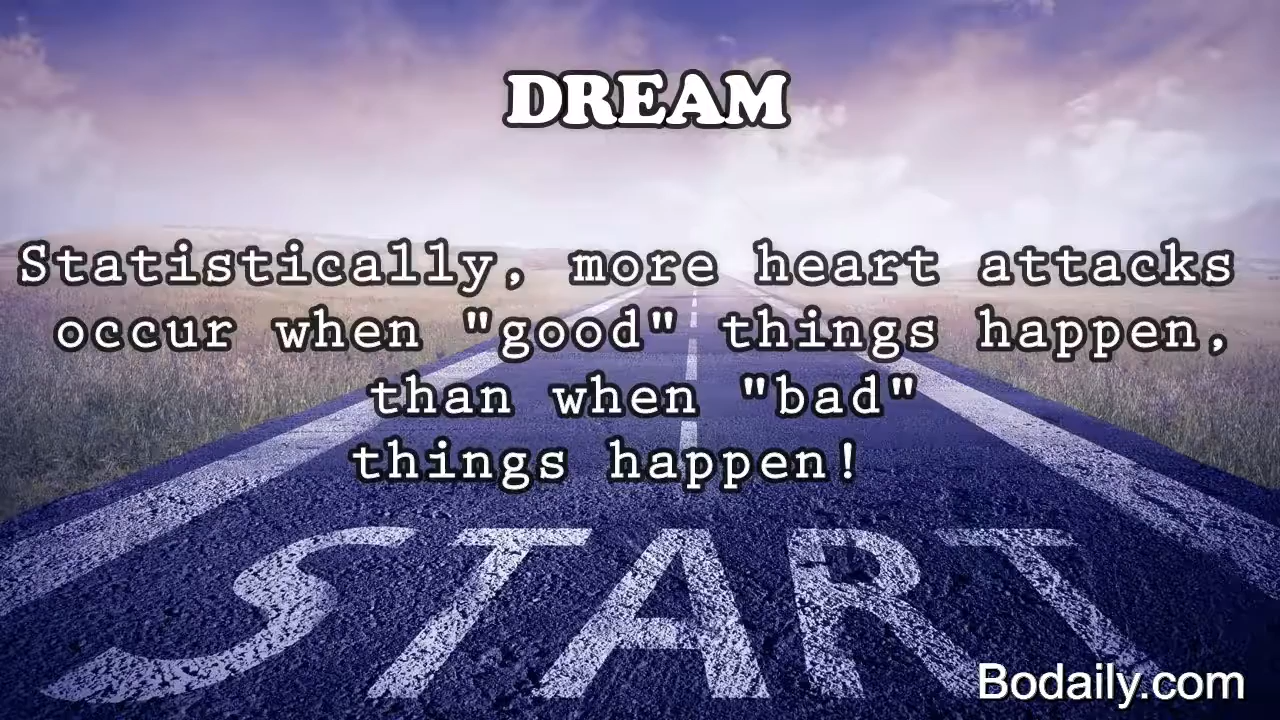 DREAM
Statistically, more heart attacks
occur when "good" things happen,
than when "bad"
things happen!
START
Bodaily.com